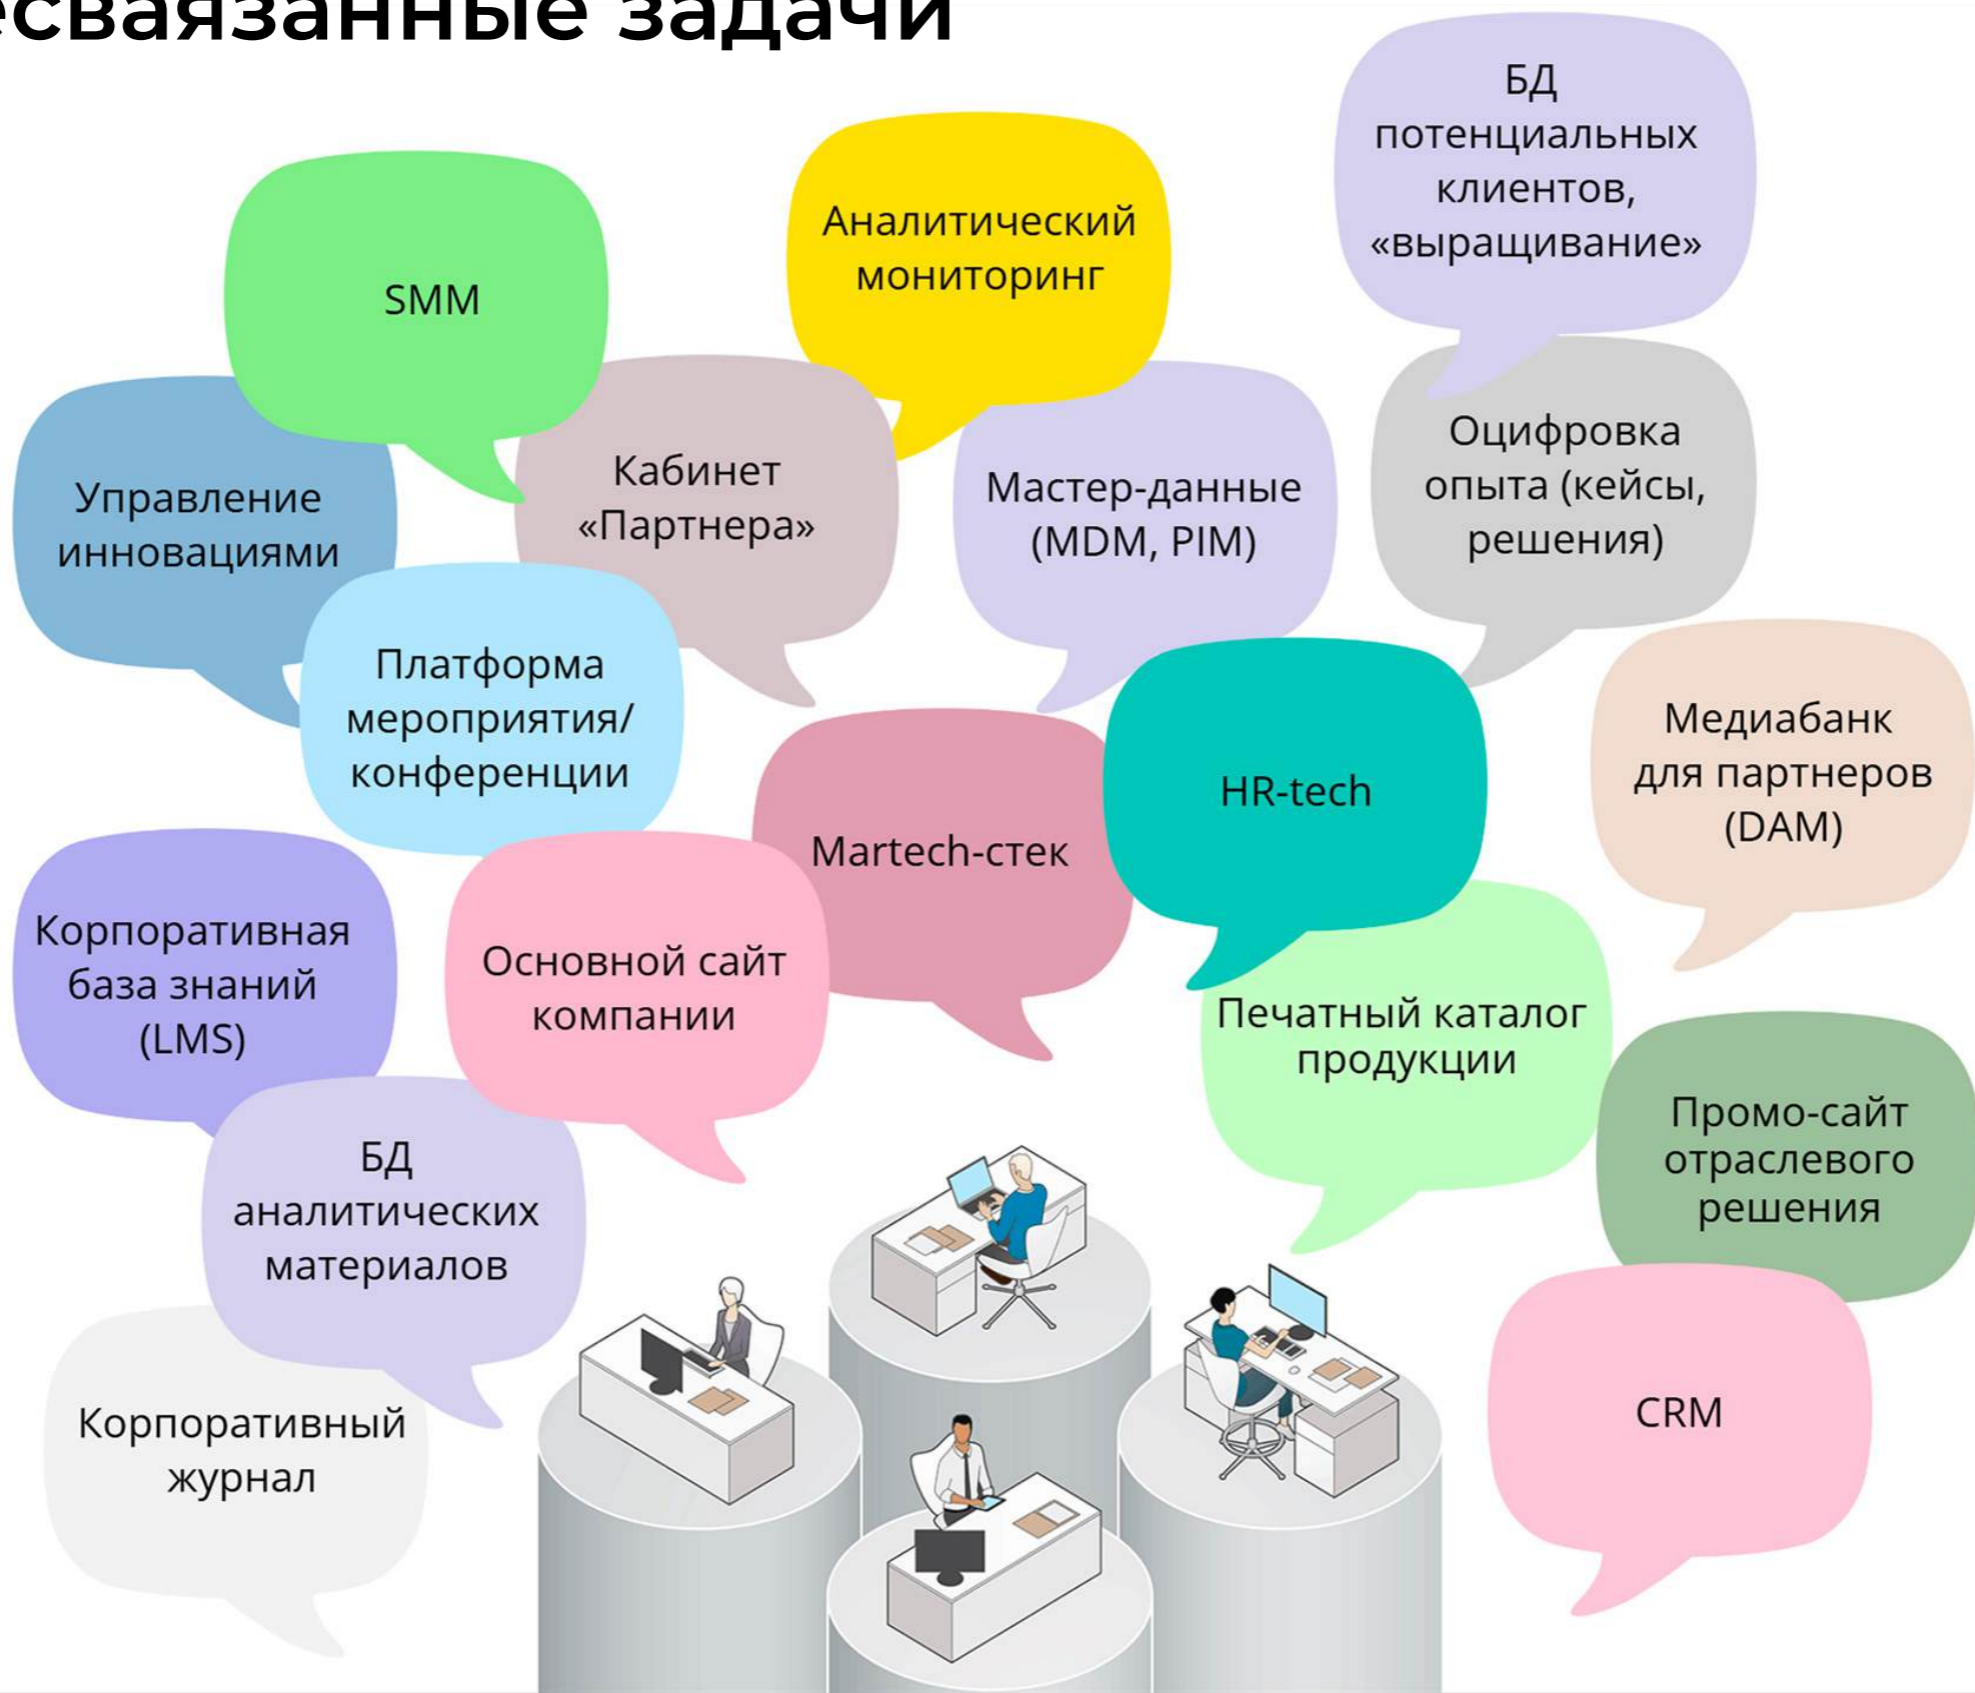 есваязанные задачи
БД
потенциальных
клиентов,
«выращивание»
Аналитический
мониторинг
SMM
Управление
инновациями
Кабинет
«Партнера»
Мастер-данные
(MDM, PIM)
Оцифровка
опыта (кейсы,
решения)
Платформа
мероприятия/
конференции
Martech-стек
HR-tech
Медиабанк
для партнеров
(DAM)
Корпоративная
база знаний
(LMS)
Основной сайт
компании
Печатный каталог
продукции
Промо-сайт
отраслевого
решения
БД
аналитических
материалов
Корпоративный
журнал
CRM